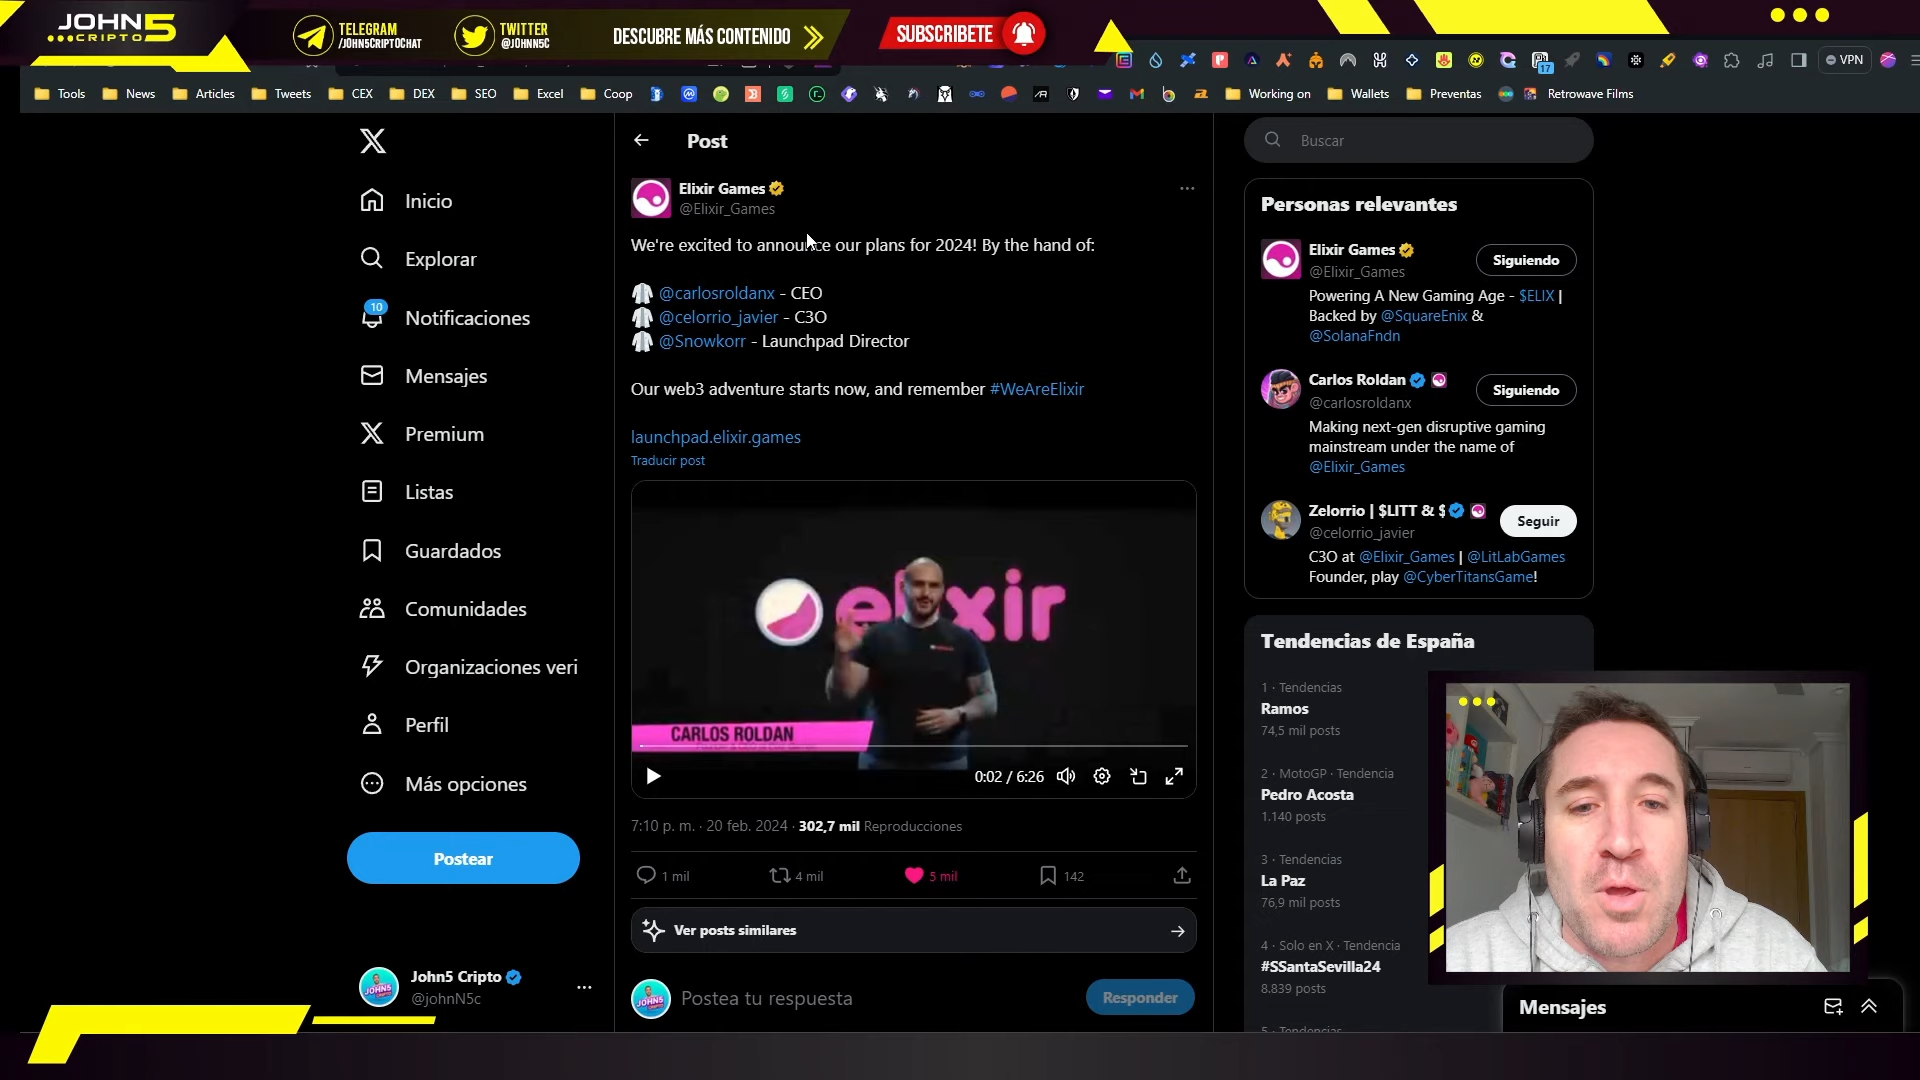 JOHN5
CRIPTO
TELEGRAM
/JOHN5CRIPTOCHAT
TWITTER
@JOHNN5C
DESCUBRE MÁS CONTENIDO
SUBSCRIBETE
17
VPN
Tools
News
Articles
Tweets
CEX
DEX
SEO
Excel
Coop
Working on
Wallets
Preventas
Retrowave Films
Inicio
Explorar
10
Notificaciones
Mensajes
Premium
Listas
Guardados
Comunidades
Organizaciones veri
Perfil
Más opciones
Postear
John5 Cripto
@johnN5c
Post
Elixir Games
@Elixir_Games
We're excited to announce our plans for 2024! By the hand of:
@carlosroldanx - CEO
@celorrio_javier - C3O
@Snowkorr - Launchpad Director
Our web3 adventure starts now, and remember #WeAreElixir
launchpad.elixir.games
Traducir post
elixir
CARLOS ROLDAN
0:02 / 6:26
7:10 p. m. · 20 feb. 2024 · 302,7 mil Reproducciones
1 mil
4 mil
5 mil
142
Ver posts similares
Postea tu respuesta
Responder
Buscar
Personas relevantes
Elixir Games
@Elixir_Games
Siguiendo
Powering A New Gaming Age - $ELIX |
Backed by @SquareEnix &
@SolanaFndn
Carlos Roldan
@carlosroldanx
Siguiendo
Making next-gen disruptive gaming
mainstream under the name of
@Elixir_Games
Zelorrio | $LITT & $
@celorrio_javier
Seguir
C3O at @Elixir_Games | @LitLabGames
Founder, play @CyberTitansGame!
Tendencias de España
1 · Tendencias
Ramos
74,5 mil posts
2 · MotoGP · Tendencia
Pedro Acosta
1.140 posts
3 · Tendencias
La Paz
76,9 mil posts
4 · Solo en X · Tendencia
#SSantaSevilla24
8.839 posts
5 · Tendencias
Mensajes